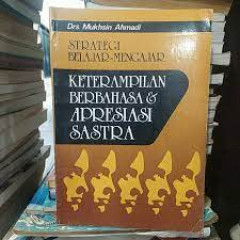 Drs. Mukhsin Ahmadi
STRATEGI
BELAJAR-MENGAJAR
KETERAMPILAN
BERBAHASA &
APRESIASI
SASTRA